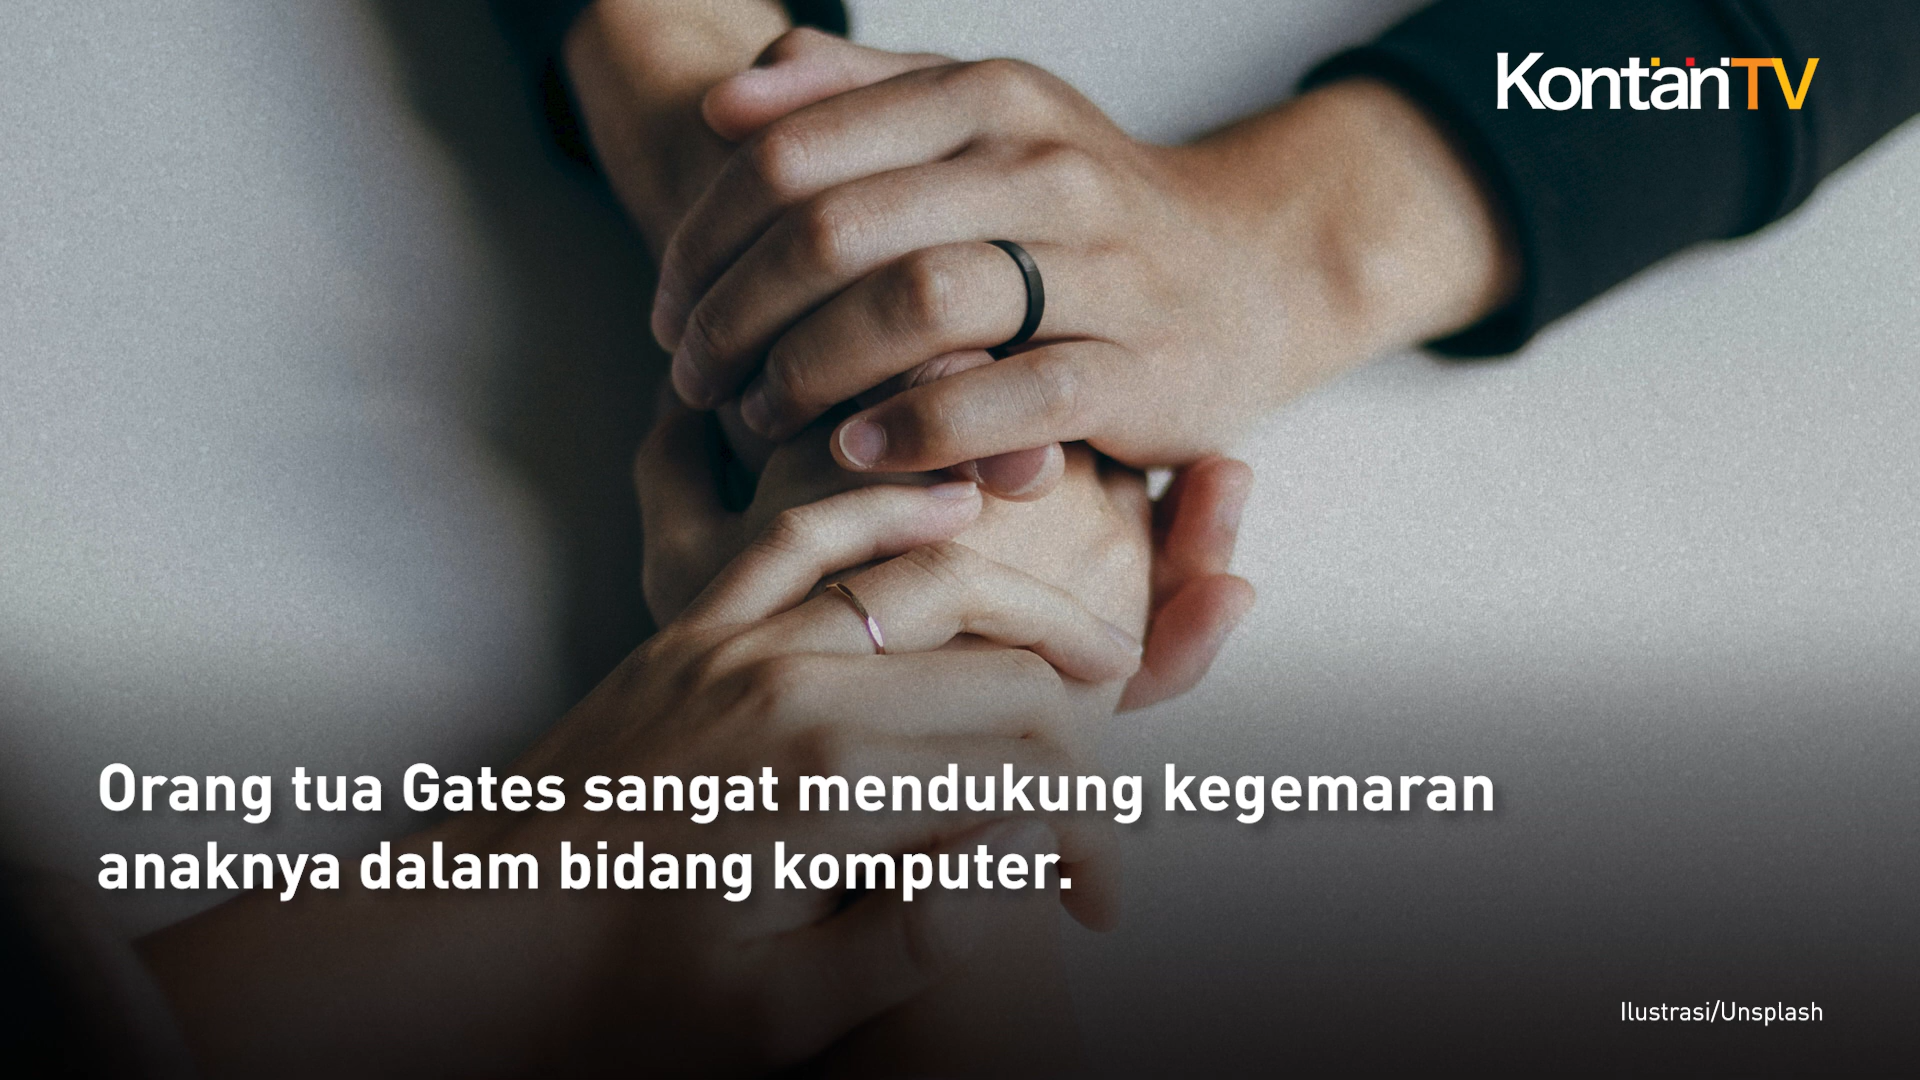 KontanTV
Orang tua Gates sangat mendukung kegemaran
anaknya dalam bidang komputer.
Ilustrasi/Unsplash